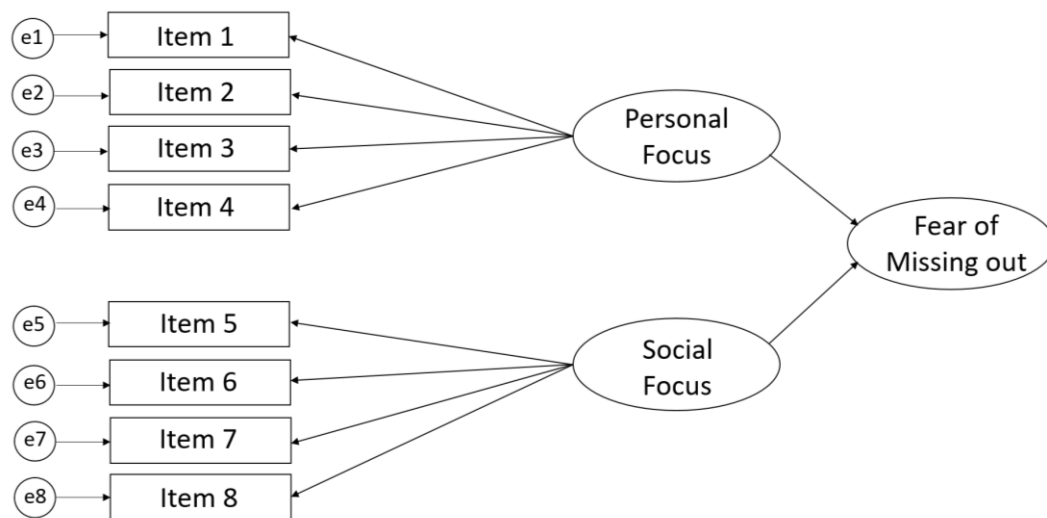 e1
Item 1
e2
Item 2
e3
Item 3
e4
Item 4
Personal
Focus
Fear of
Missing out
e5
Item 5
e6
Item 6
e7
Item 7
e8
Item 8
Social
Focus